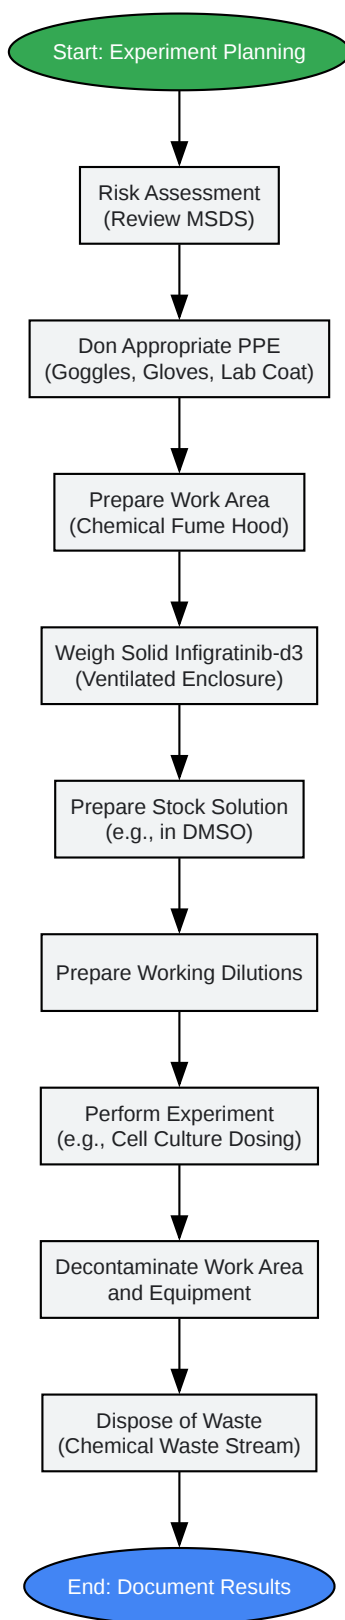 Start: Experiment Planning
Risk Assessment
(Review MSDS)
Don Appropriate PPE
(Goggles, Gloves, Lab Coat)
Prepare Work Area
(Chemical Fume Hood)
Weigh Solid Infigratinib-d3
(Ventilated Enclosure)
Prepare Stock Solution
(e.g., in DMSO)
Prepare Working Dilutions
Perform Experiment
(e.g., Cell Culture Dosing)
Decontaminate Work Area
and Equipment
Dispose of Waste
(Chemical Waste Stream)
End: Document Results